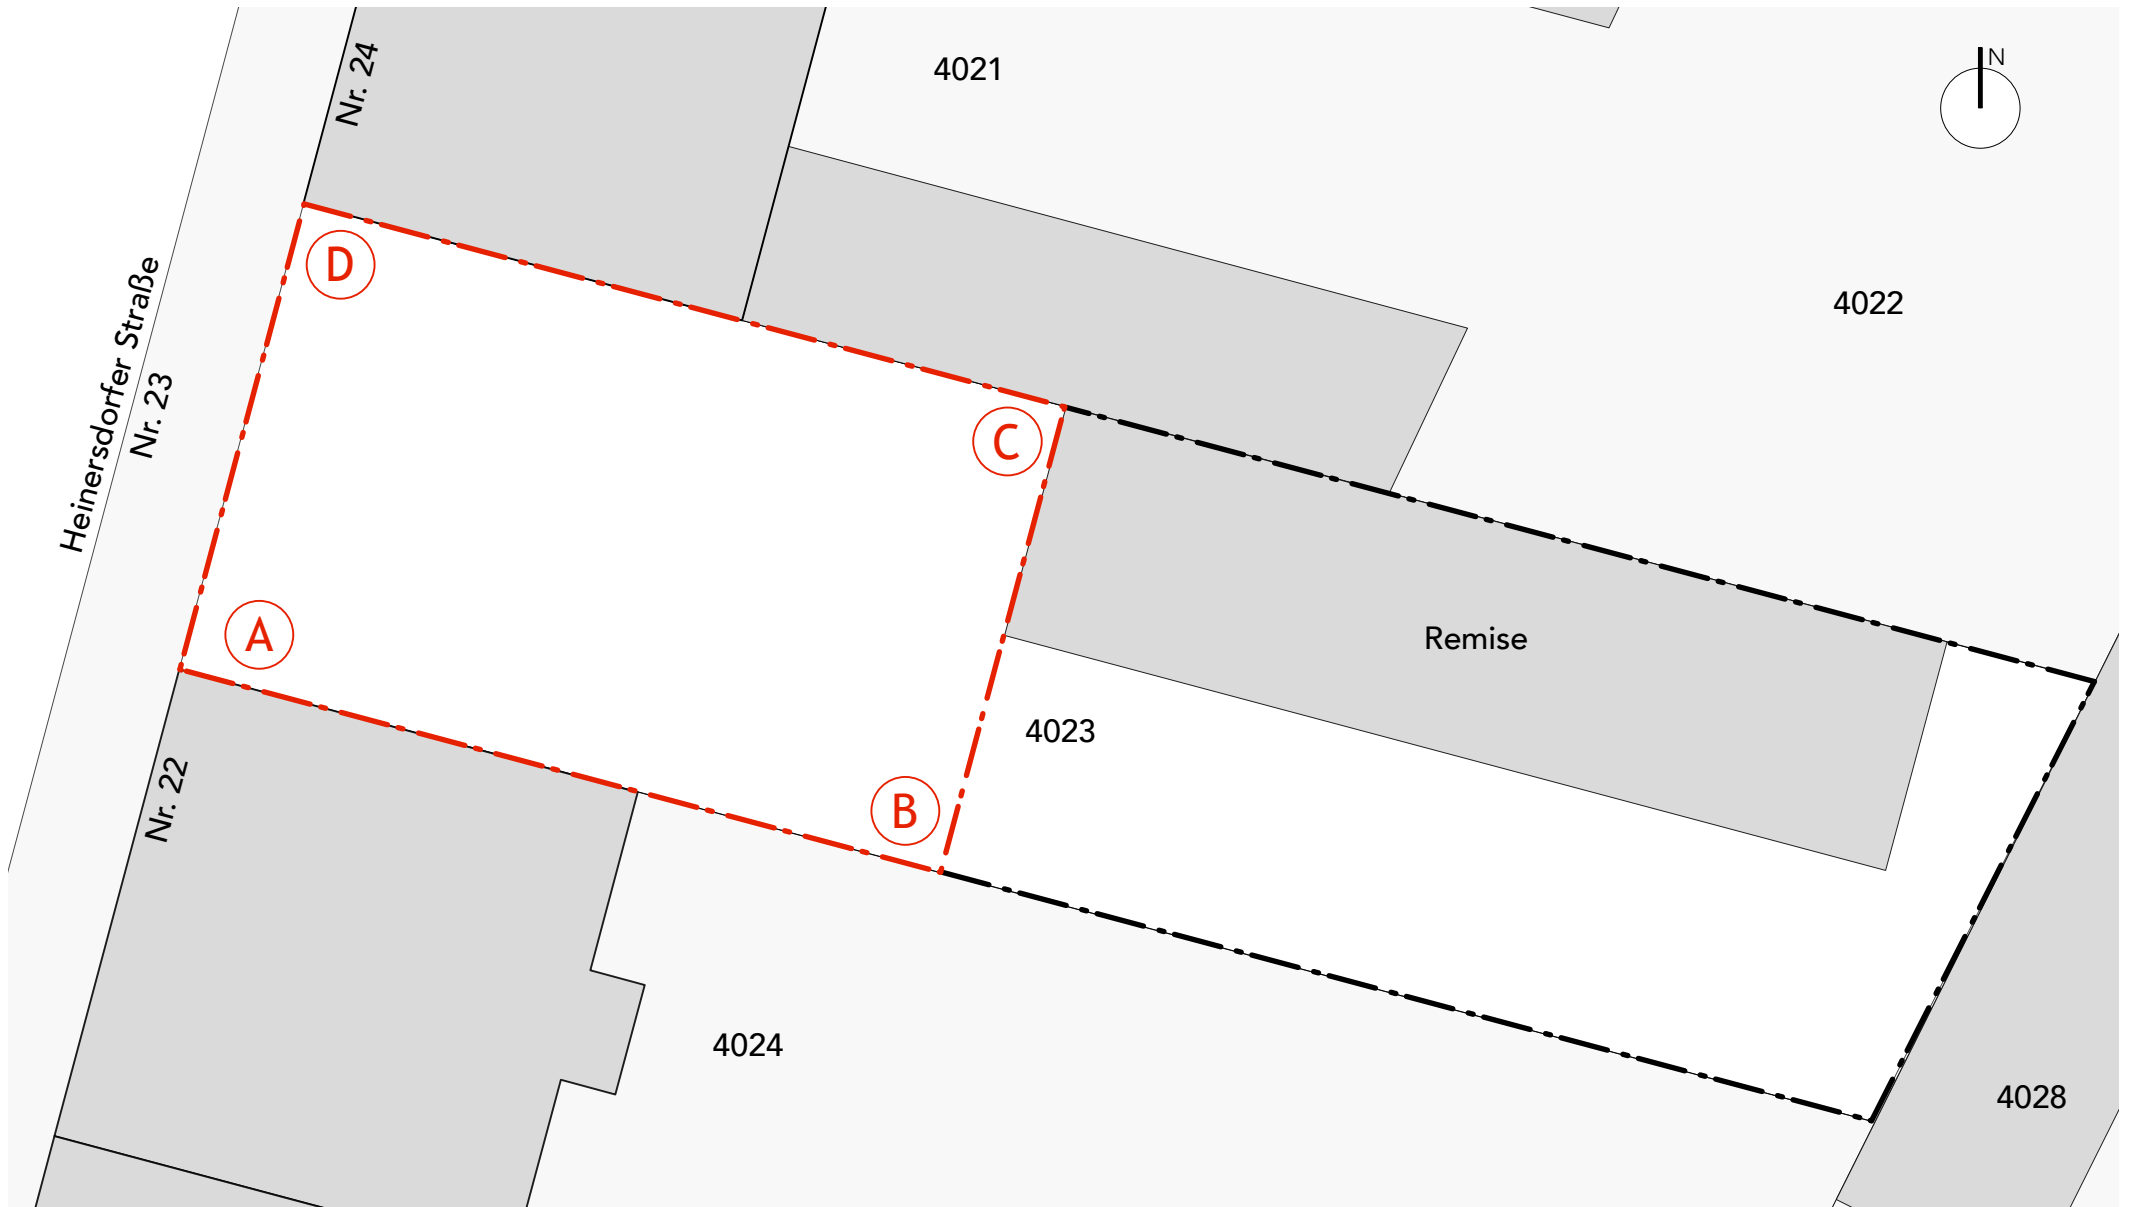 Nr. 24
4021
N
D
4022
Heinersdorfer Straße
Nr. 23
C
A
Remise
4023
Nr. 22
B
4024
4028